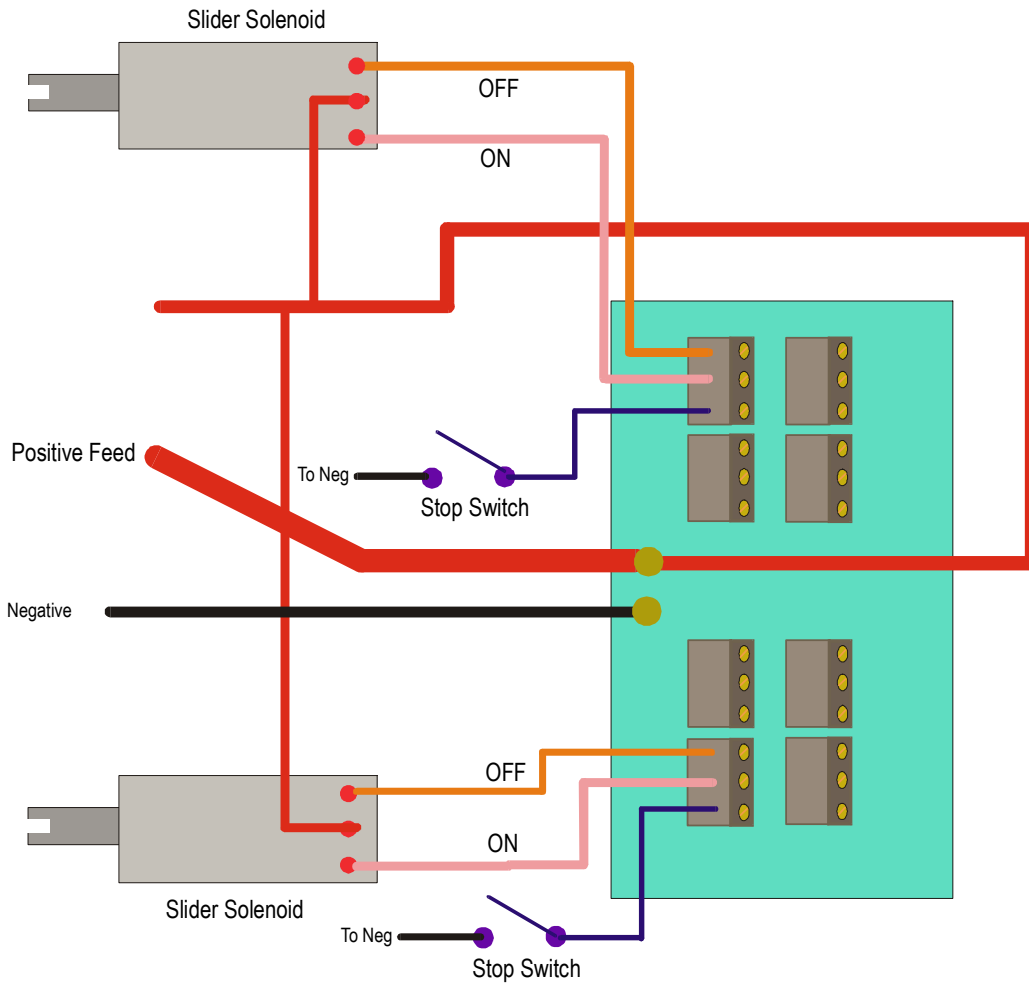 Slider Solenoid
OFF
ON
Positive Feed
To Neg
Stop Switch
Negative
OFF
ON
Slider Solenoid
To Neg
Stop Switch